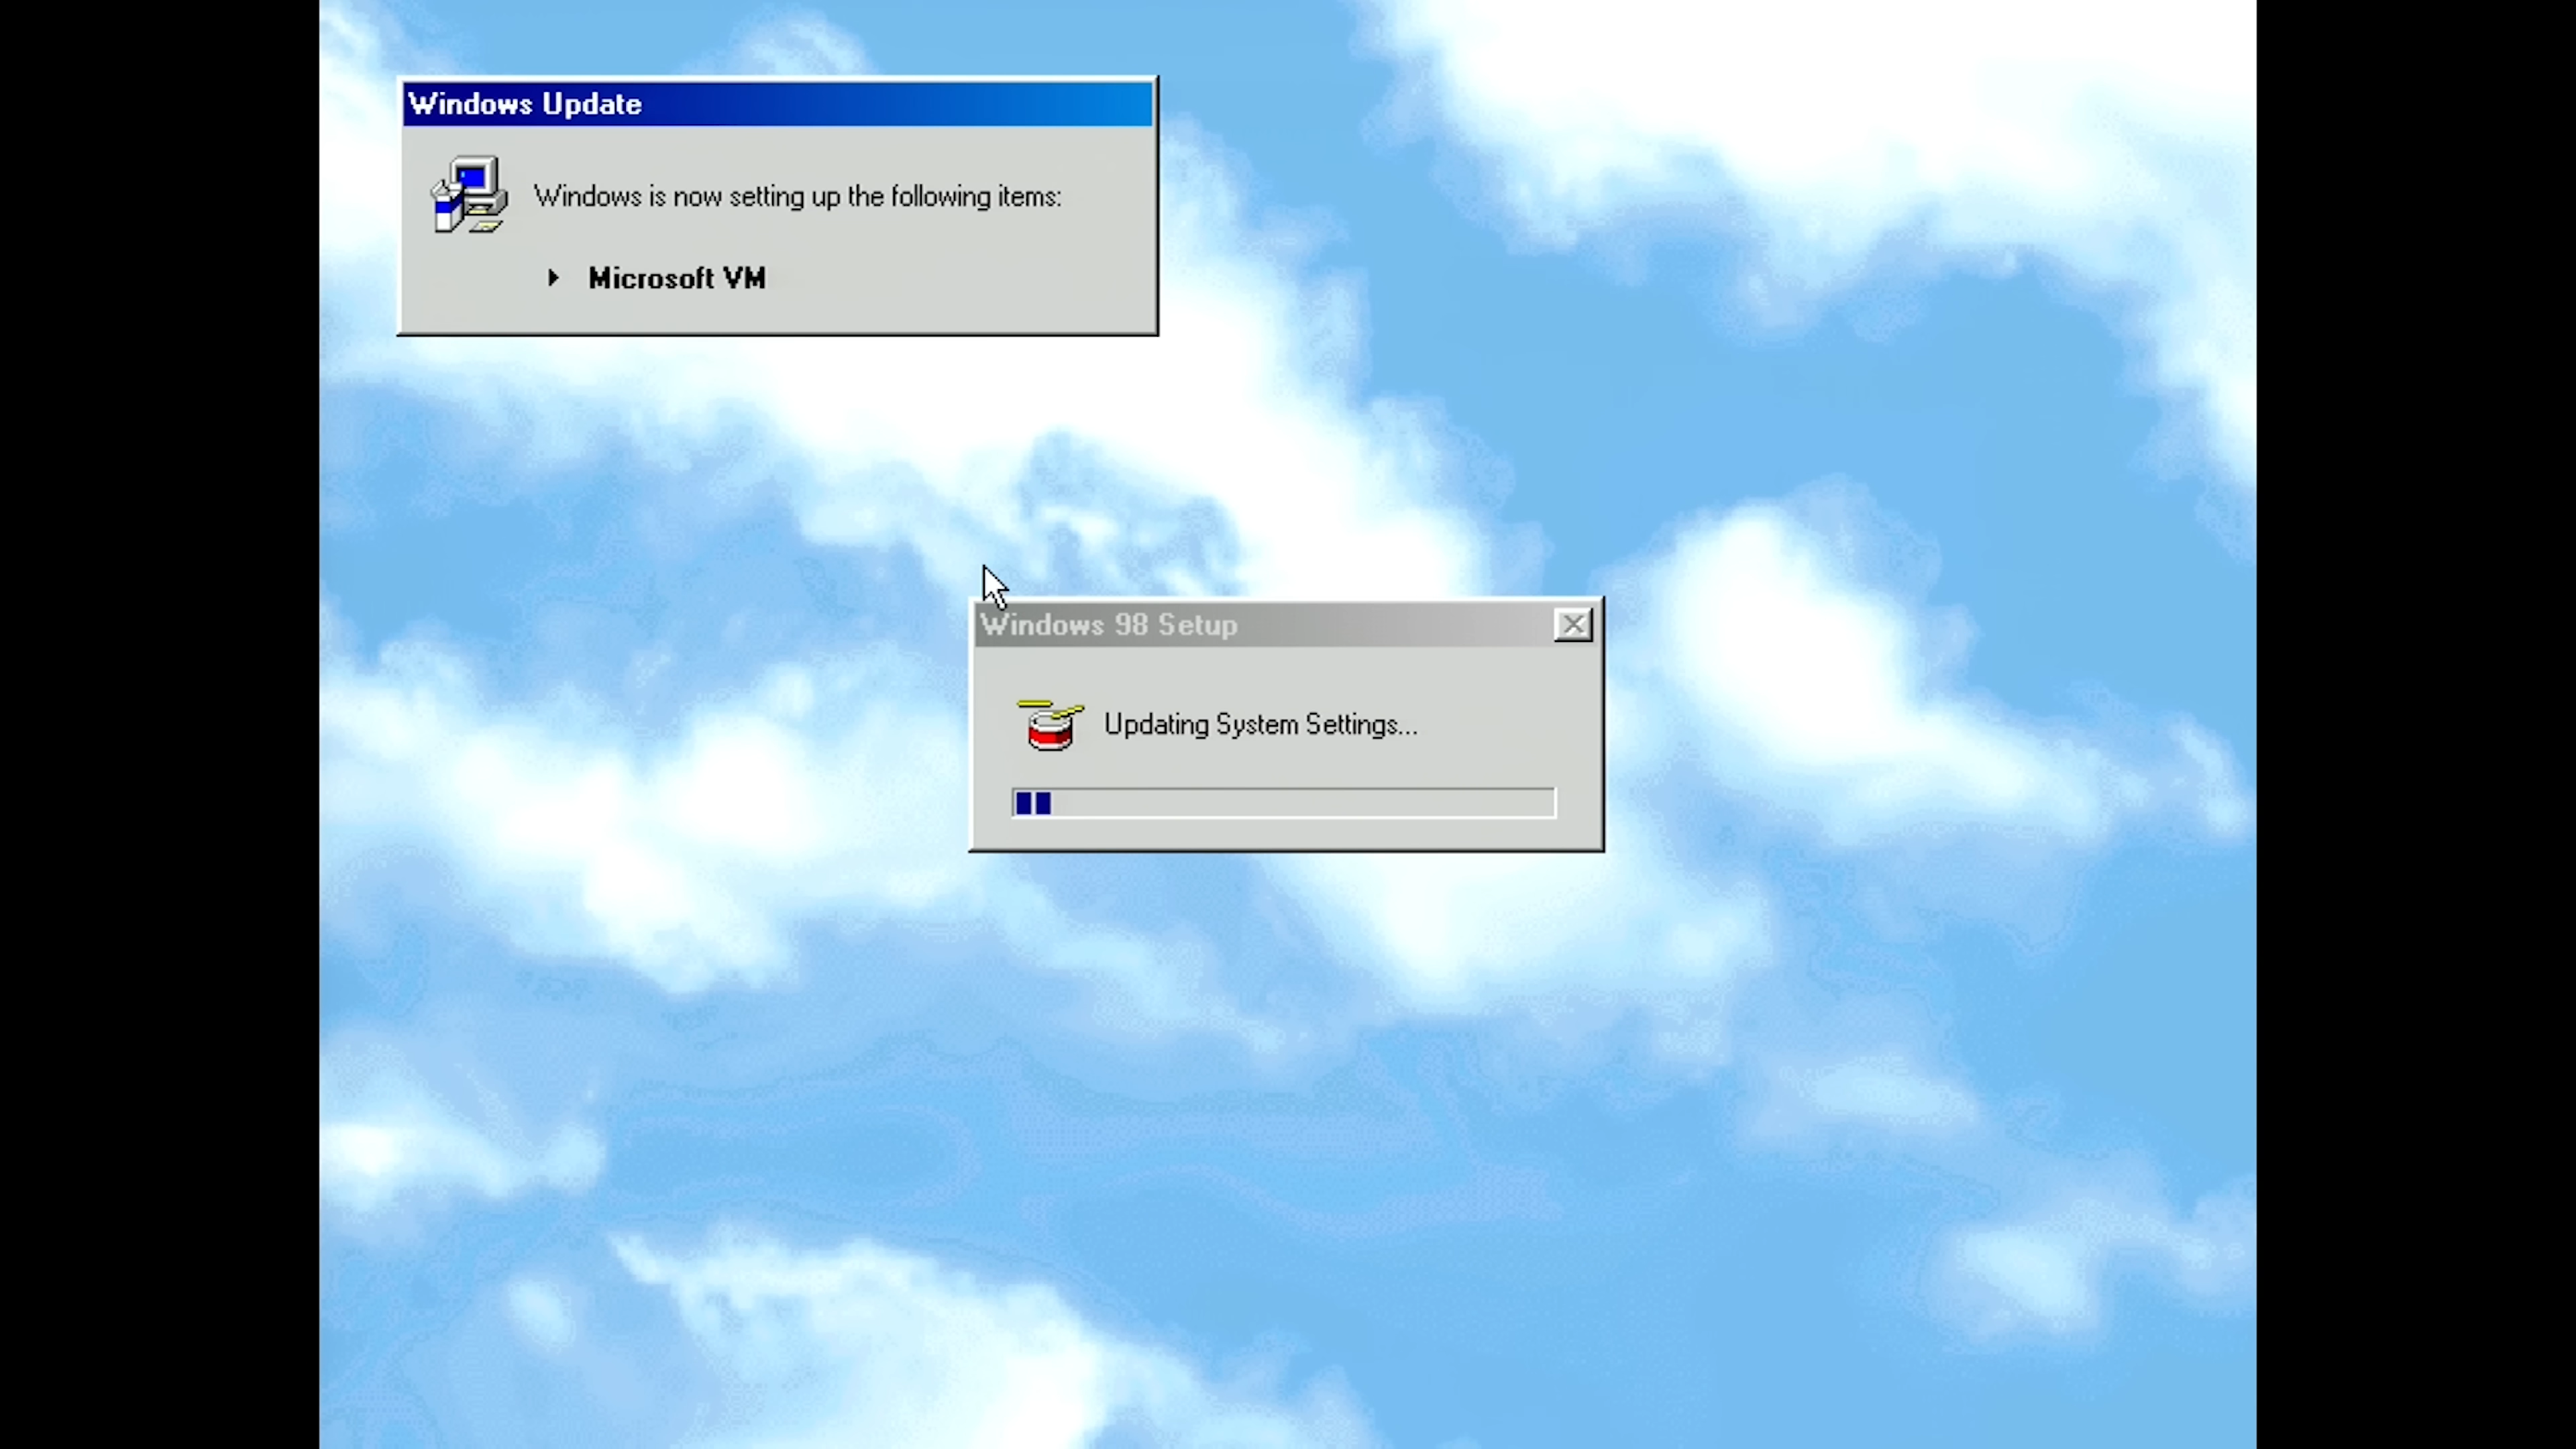 Windows Update
Windows is now setting up the following items:
Microsoft VM
Windows 98 Setup
Updating System Settings...